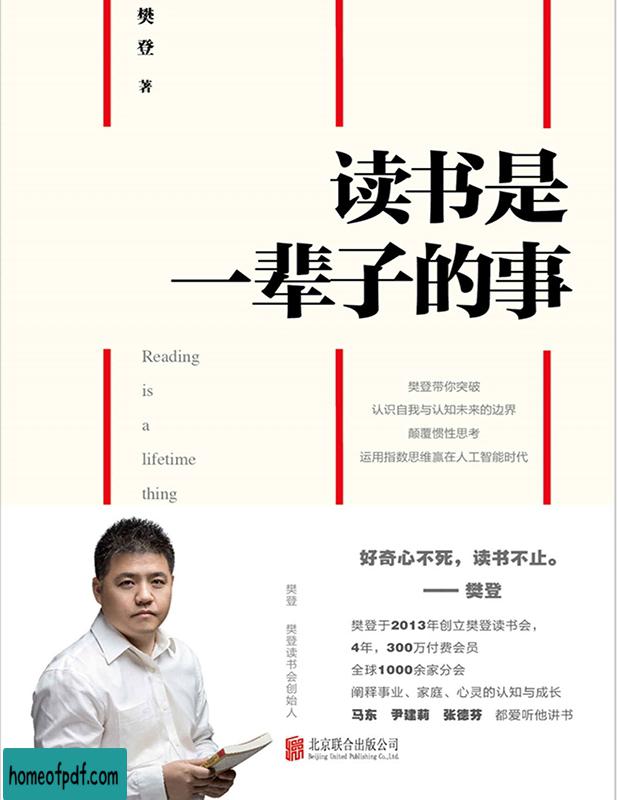 樊登 著
读书是
一辈子的事
Reading
is
a
lifetime
thing
樊登带你突破
认识自我与认知未来的边界
颠覆惯性思考
运用指数思维赢在人工智能时代
好奇心不死，读书不止。
—— 樊登
樊登 樊登读书会创始人
樊登于2013年创立樊登读书会，
4年，300万付费会员
全球1000余家分会
阐释事业、家庭、心灵的认知与成长
马东 尹建莉 张德芬 都爱听他讲书
北京联合出版公司
Beijing United Publishing Co.,Ltd.
homeofpdf.com